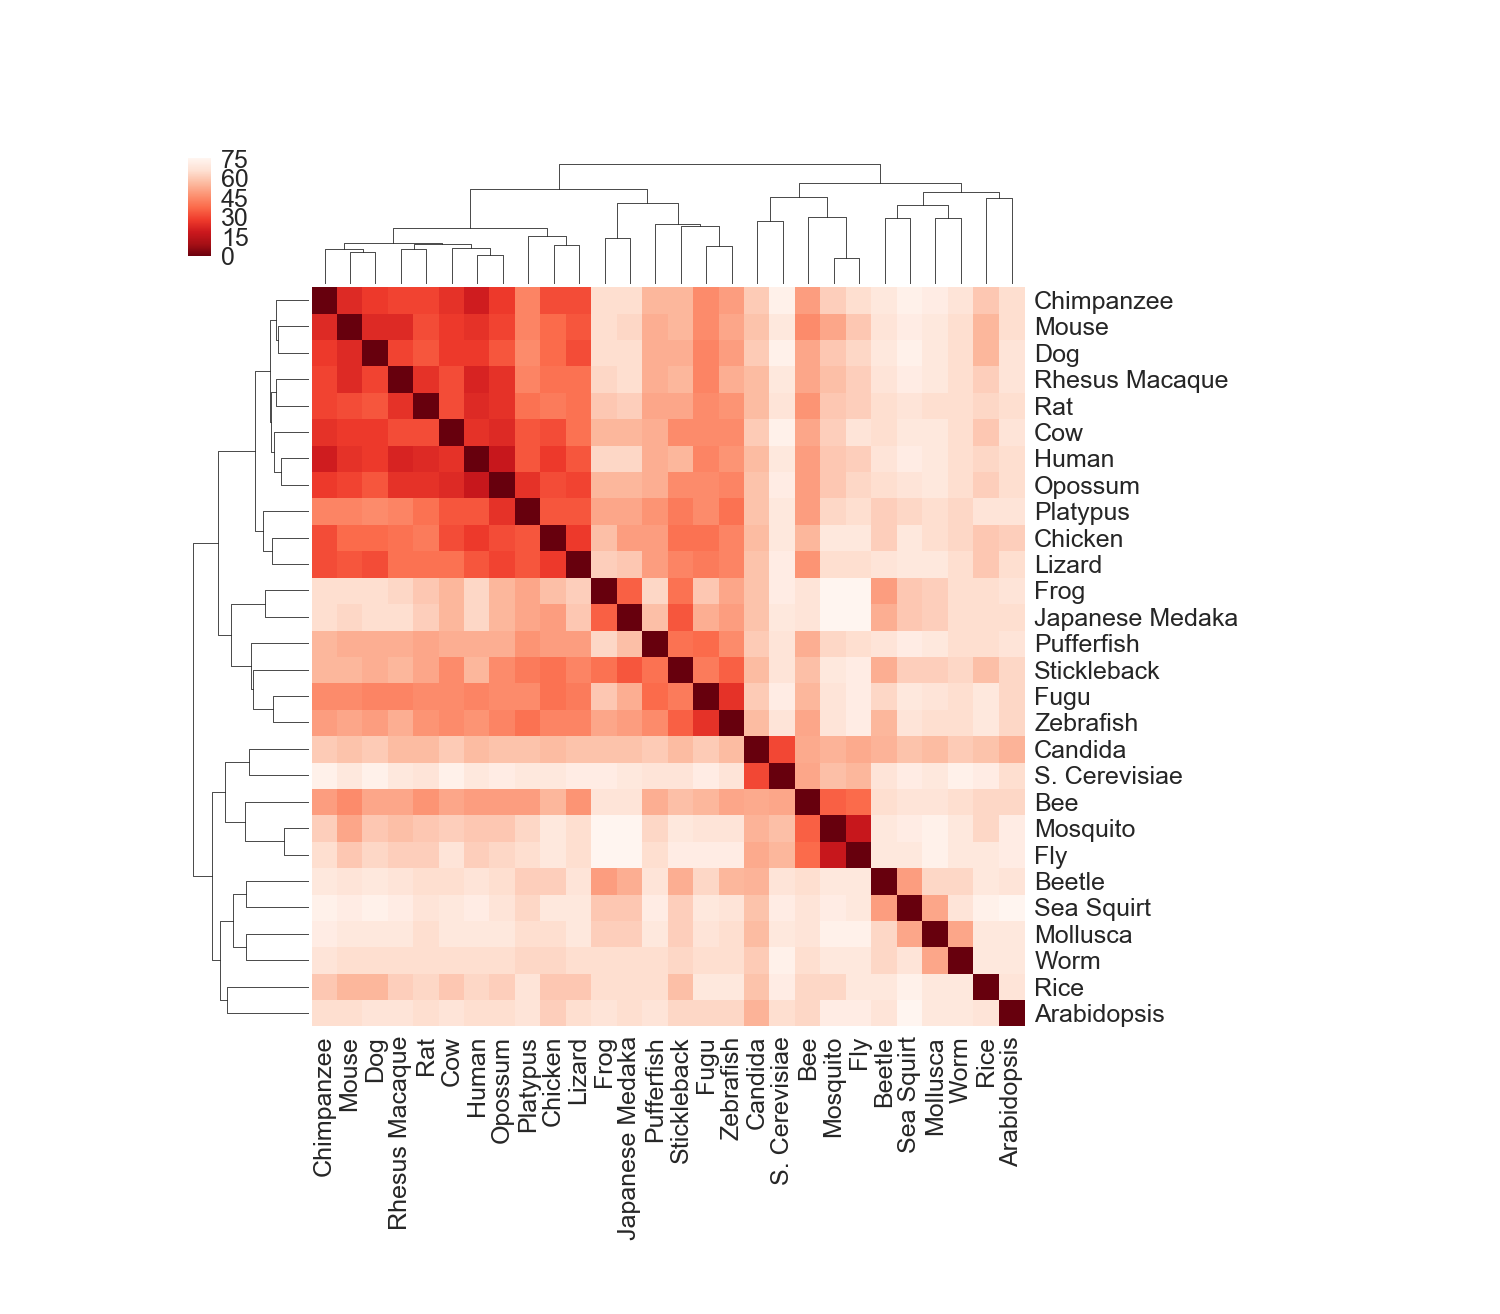 75
60
45
30
15
0
Chimpanzee
Mouse
Dog
Rhesus Macaque
Rat
Cow
Human
Opossum
Platypus
Chicken
Lizard
Frog
Japanese Medaka
Pufferfish
Stickleback
Fugu
Zebrafish
Candida
S. Cerevisiae
Bee
Mosquito
Fly
Beetle
Sea Squirt
Mollusca
Worm
Rice
Arabidopsis
Chimpanzee
Mouse
Dog
Rhesus Macaque
Rat
Cow
Human
Opossum
Platypus
Chicken
Lizard
Frog
Japanese Medaka
Pufferfish
Stickleback
Fugu
Zebrafish
Candida
S. Cerevisiae
Bee
Mosquito
Fly
Beetle
Sea Squirt
Mollusca
Worm
Rice
Arabidopsis